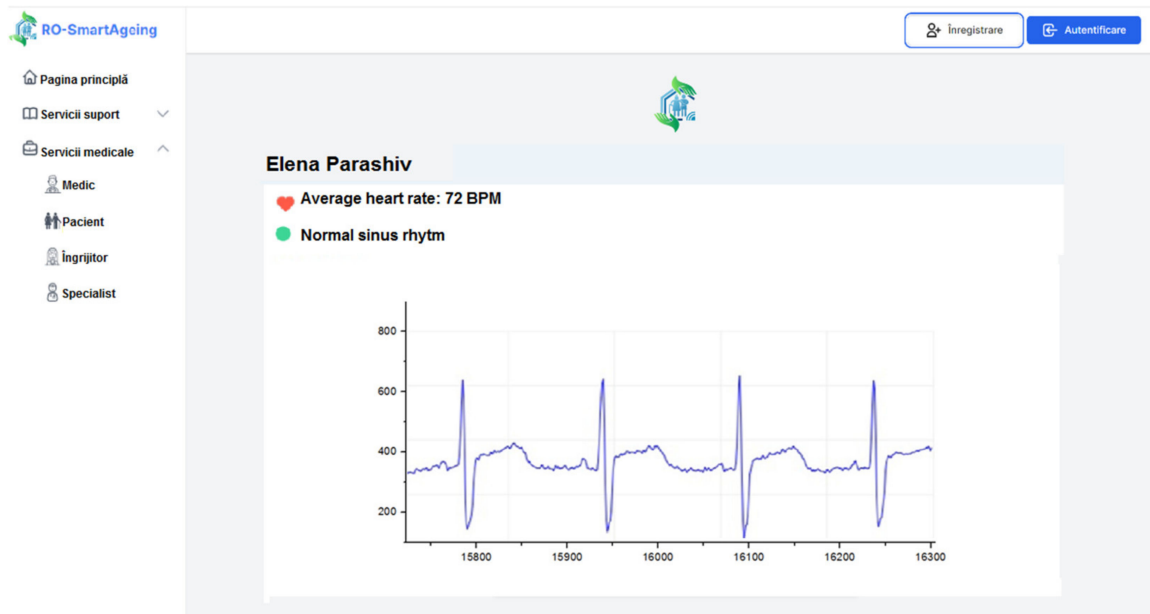 RO-SmartAgeing
Înregistrare
Autentificare
Pagina principlă
Servicii suport
Servicii medicale
Medic
Pacient
Îngrijitor
Specialist
Elena Parashiv
Average heart rate: 72 BPM
Normal sinus rhytm
800
600
400
200
15800 15900 16000 16100 16200 16300